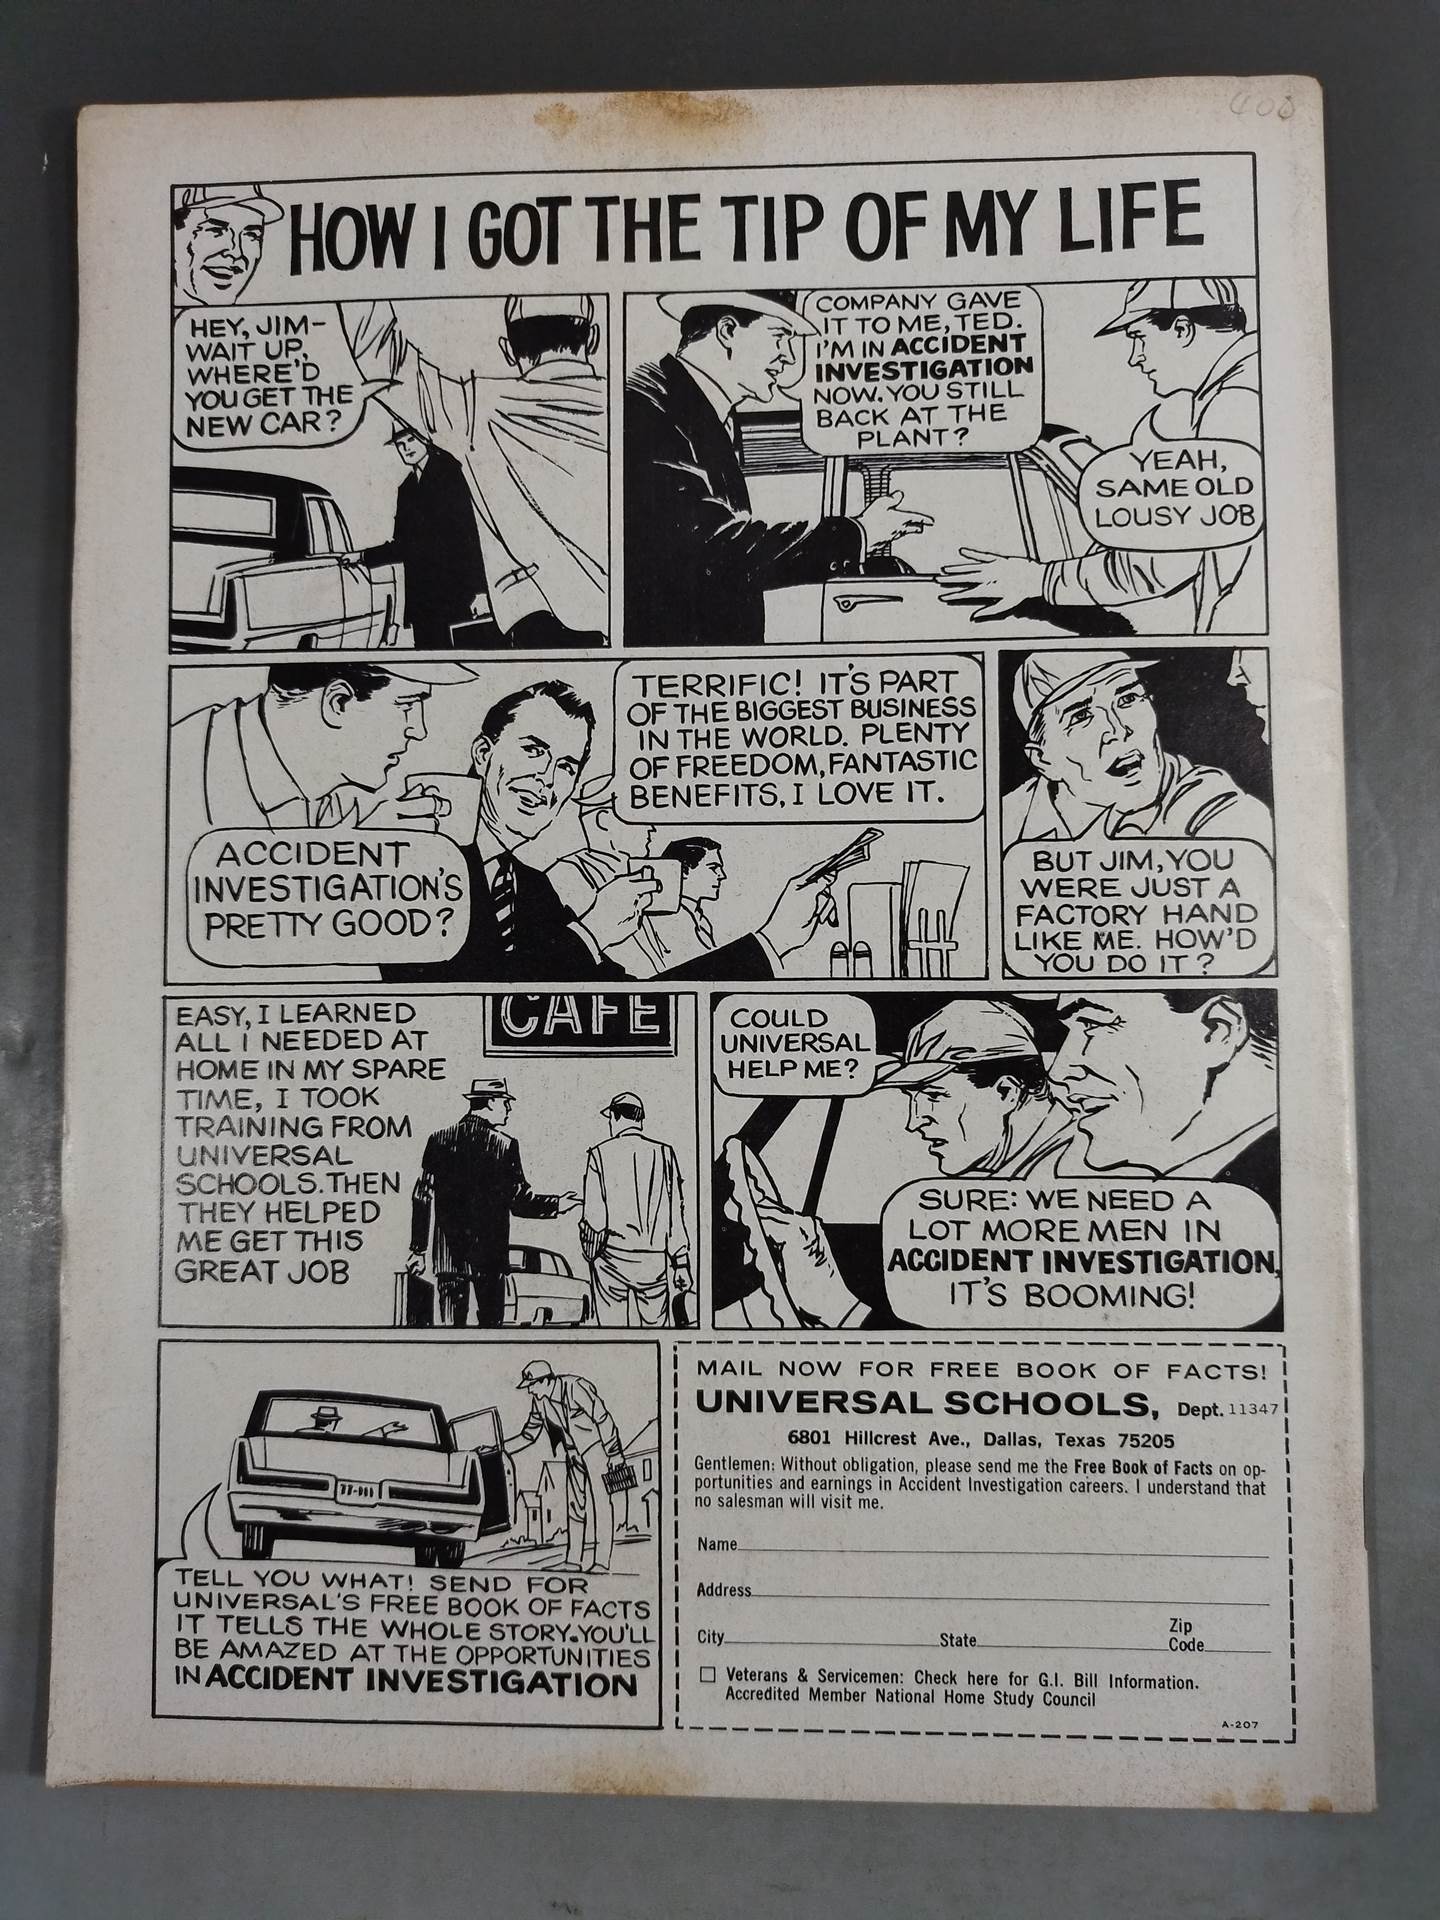 400
HOW I GOT THE TIP OF MY LIFE
HEY, JIM-
WAIT UP,
WHERE'D
YOU GET THE
NEW CAR?
COMPANY GAVE
IT TO ME, TED.
I'M IN ACCIDENT
INVESTIGATION
NOW. YOU STILL
BACK AT THE
PLANT?
YEAH,
SAME OLD
LOUSY JOB
ACCIDENT
INVESTIGATION'S
PRETTY GOOD?
TERRIFIC! IT'S PART
OF THE BIGGEST BUSINESS
IN THE WORLD. PLENTY
OF FREEDOM, FANTASTIC
BENEFITS, I LOVE IT.
BUT JIM, YOU
WERE JUST A
FACTORY HAND
LIKE ME. HOW'D
YOU DO IT?
EASY, I LEARNED
ALL I NEEDED AT
HOME IN MY SPARE
TIME, I TOOK
TRAINING FROM
UNIVERSAL
SCHOOLS. THEN
THEY HELPED
ME GET THIS
GREAT JOB
CAFE
COULD
UNIVERSAL
HELP ME?
SURE: WE NEED A
LOT MORE MEN IN
ACCIDENT INVESTIGATION,
IT'S BOOMING!
TELL YOU WHAT! SEND FOR
UNIVERSAL'S FREE BOOK OF FACTS
IT TELLS THE WHOLE STORY. YOU'LL
BE AMAZED AT THE OPPORTUNITIES
IN ACCIDENT INVESTIGATION
MAIL NOW FOR FREE BOOK OF FACTS!
UNIVERSAL SCHOOLS, Dept. 11347
6801 Hillcrest Ave., Dallas, Texas 75205
Gentlemen: Without obligation, please send me the Free Book of Facts on op-
portunities and earnings in Accident Investigation careers. I understand that
no salesman will visit me.
Name
Address
City State Zip Code
□ Veterans & Servicemen: Check here for G.I. Bill Information.
Accredited Member National Home Study Council
A-207